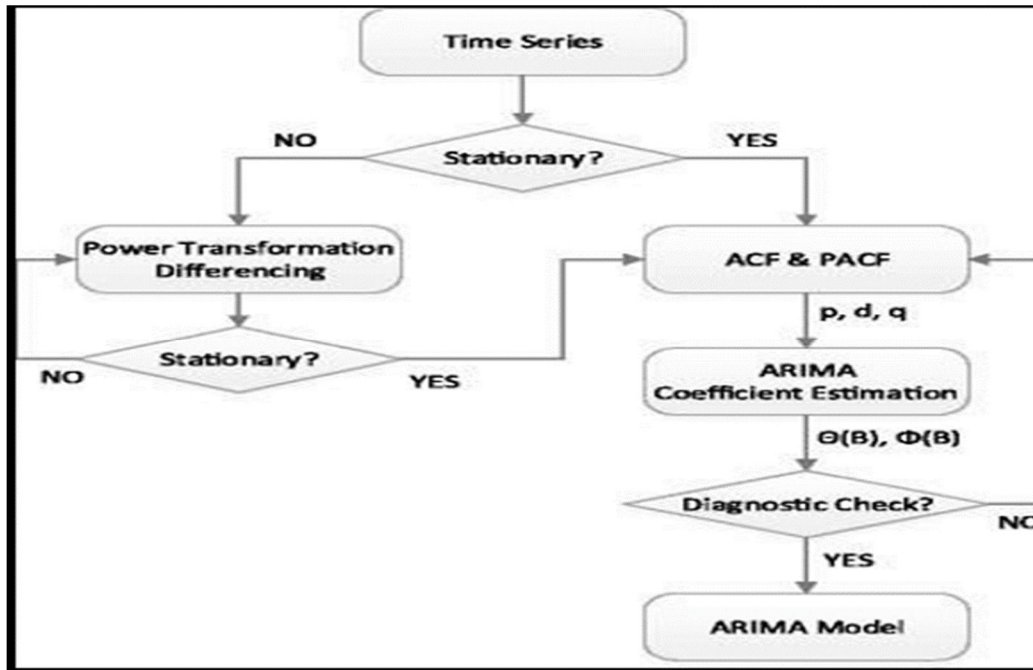 Time Series
NO
YES
Stationary?
Power Transformation
Differencing
ACF & PACF
p, d, q
Stationary?
NO
YES
ARIMA
Coefficient Estimation
Θ(B), Φ(B)
Diagnostic Check?
NO
YES
ARIMA Model